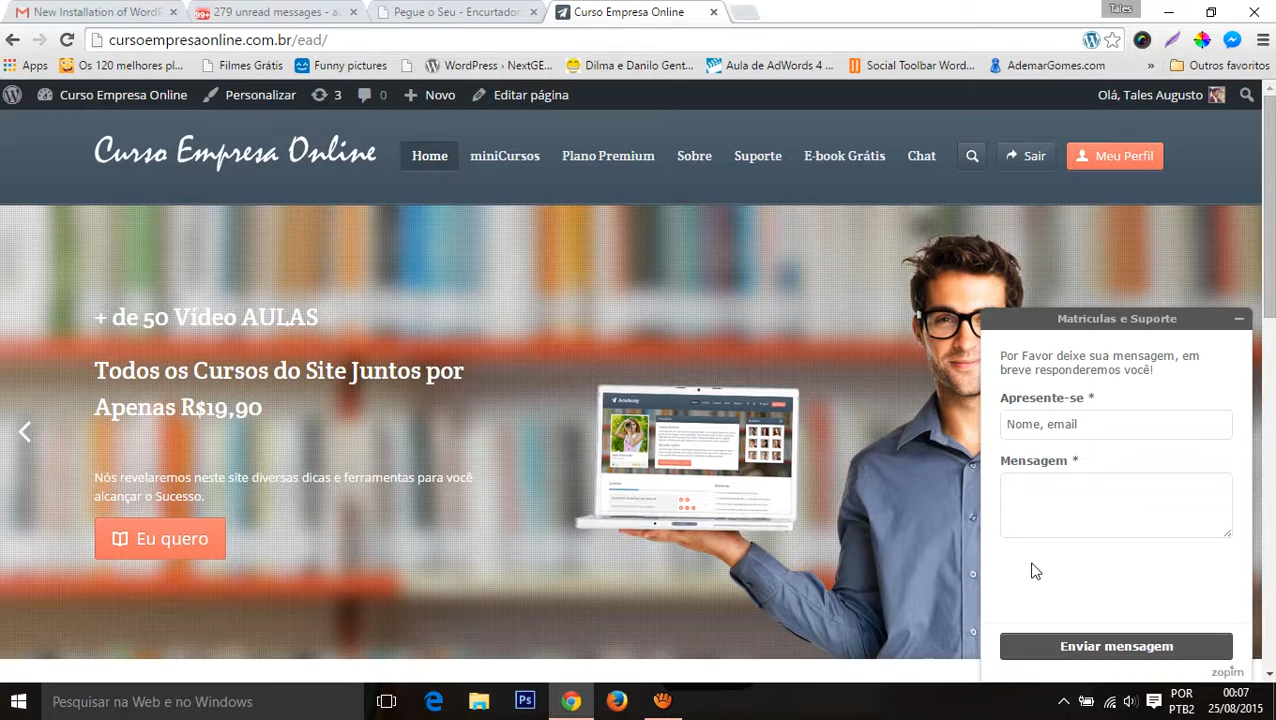 Tales
New Installation of WordP
99+
279 unread messages - au
Pegue o Seu - Encurtador
Curso Empresa Online
cursoempresaonline.com.br/ead/
Apps
Os 120 melhores pl...
Filmes Grátis
Funny pictures
WordPress › NextGE...
Dilma e Danilo Gent...
Aula de AdWords 4 ...
Social Toolbar Wor...
AdemarGomes.com
»
Outros favoritos
Curso Empresa Online
Personalizar
3
0
Novo
Editar página
Olá, Tales Augusto
Curso Empresa Online
Home
miniCursos
Plano Premium
Sobre
Suporte
E-book Grátis
Chat
Sair
Meu Perfil
+ de 50 Vídeo AULAS
Todos os Cursos do Site Juntos por
Apenas R$19,90
Nós revelaremos neste site diversas dicas e ferramentas para você
alcançar o Sucesso.
Eu quero
Academy
Matriculas e Suporte
Por Favor deixe sua mensagem, em
breve responderemos você!
Apresente-se *
Nome, email
Mensagem *
Enviar mensagem
zopim
Pesquisar na Web e no Windows
Ps
POR
PTB2
00:07
25/08/2015